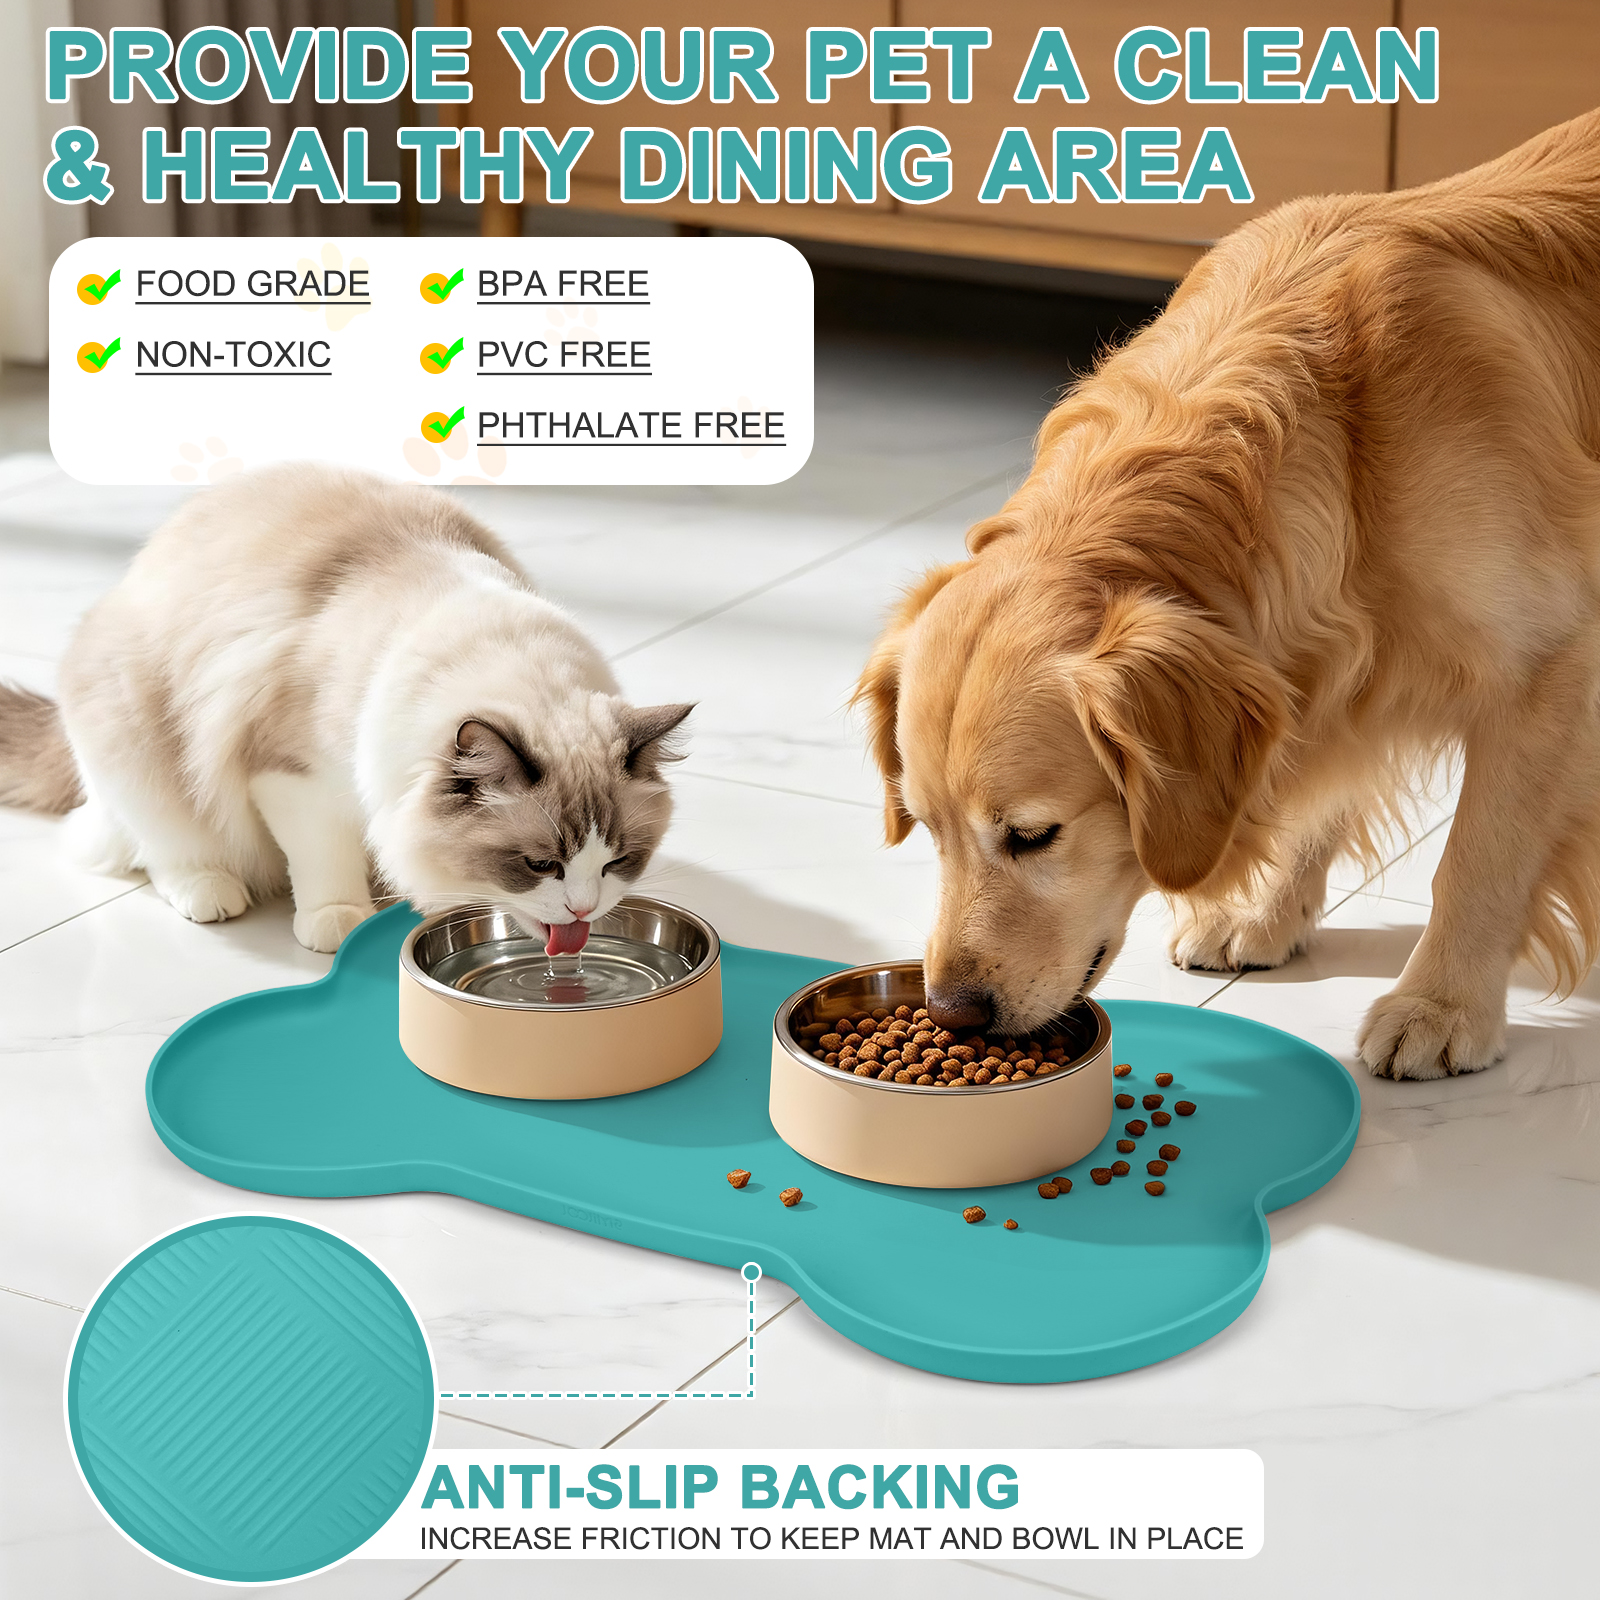 PROVIDE YOUR PET A CLEAN
& HEALTHY DINING AREA
FOOD GRADE
BPA FREE
NON-TOXIC
PVC FREE
PHTHALATE FREE
ANTI-SLIP BACKING
INCREASE FRICTION TO KEEP MAT AND BOWL IN PLACE